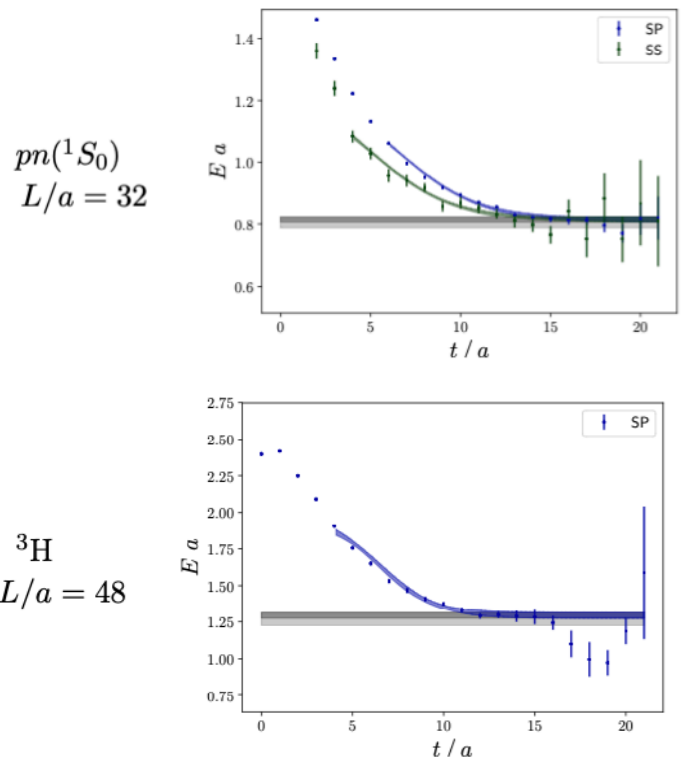 pn(¹S₀)
L/a = 32
1.4
1.2
1.0
0.8
0.6
E a
SP
SS
0
5
10
15
20
t / a
³H
L/a = 48
2.75
2.50
2.25
2.00
1.75
1.50
1.25
1.00
0.75
E a
SP
0
5
10
15
20
t / a